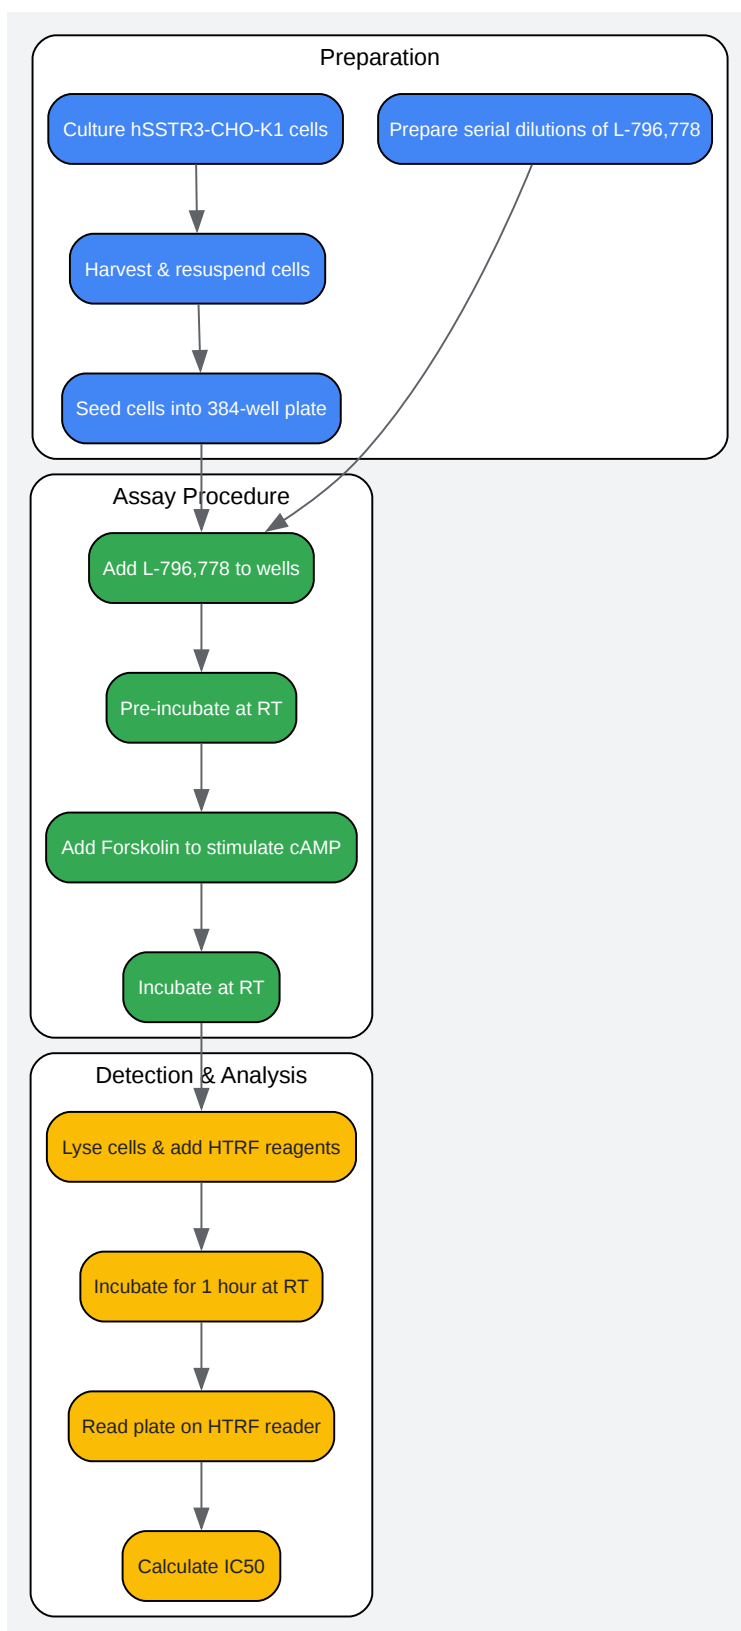 Preparation
Culture hSSTR3-CHO-K1 cells
Prepare serial dilutions of L-796,778
Harvest & resuspend cells
Seed cells into 384-well plate
Assay Procedure
Add L-796,778 to wells
Pre-incubate at RT
Add Forskolin to stimulate cAMP
Incubate at RT
Detection & Analysis
Lyse cells & add HTRF reagents
Incubate for 1 hour at RT
Read plate on HTRF reader
Calculate IC50